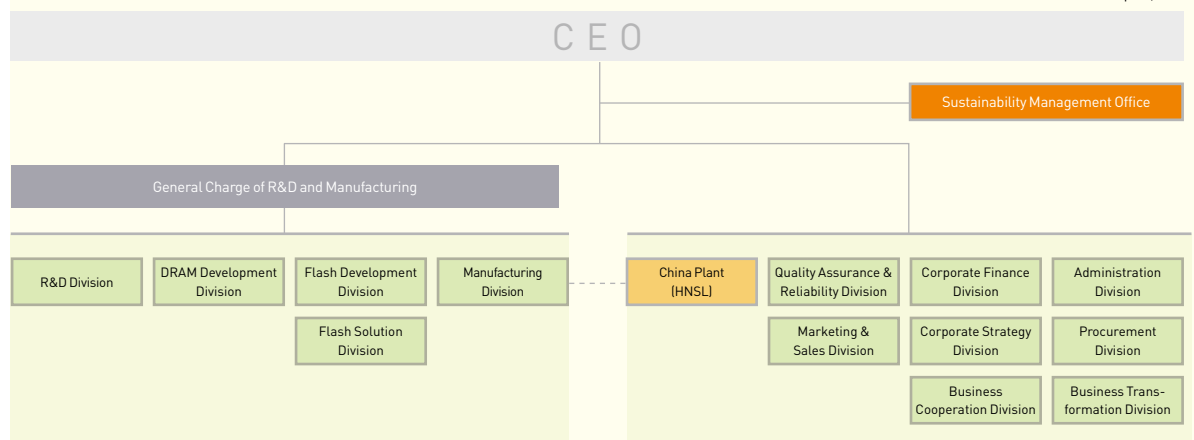 CEO
Sustainability Management Office
General Charge of R&D and Manufacturing
R&D Division
DRAM Development
Division
Flash Development
Division
Manufacturing
Division
China Plant
(HNSL)
Quality Assurance &
Reliability Division
Corporate Finance
Division
Administration
Division
Flash Solution
Division
Marketing &
Sales Division
Corporate Strategy
Division
Procurement
Division
Business
Cooperation Division
Business Trans-
formation Division